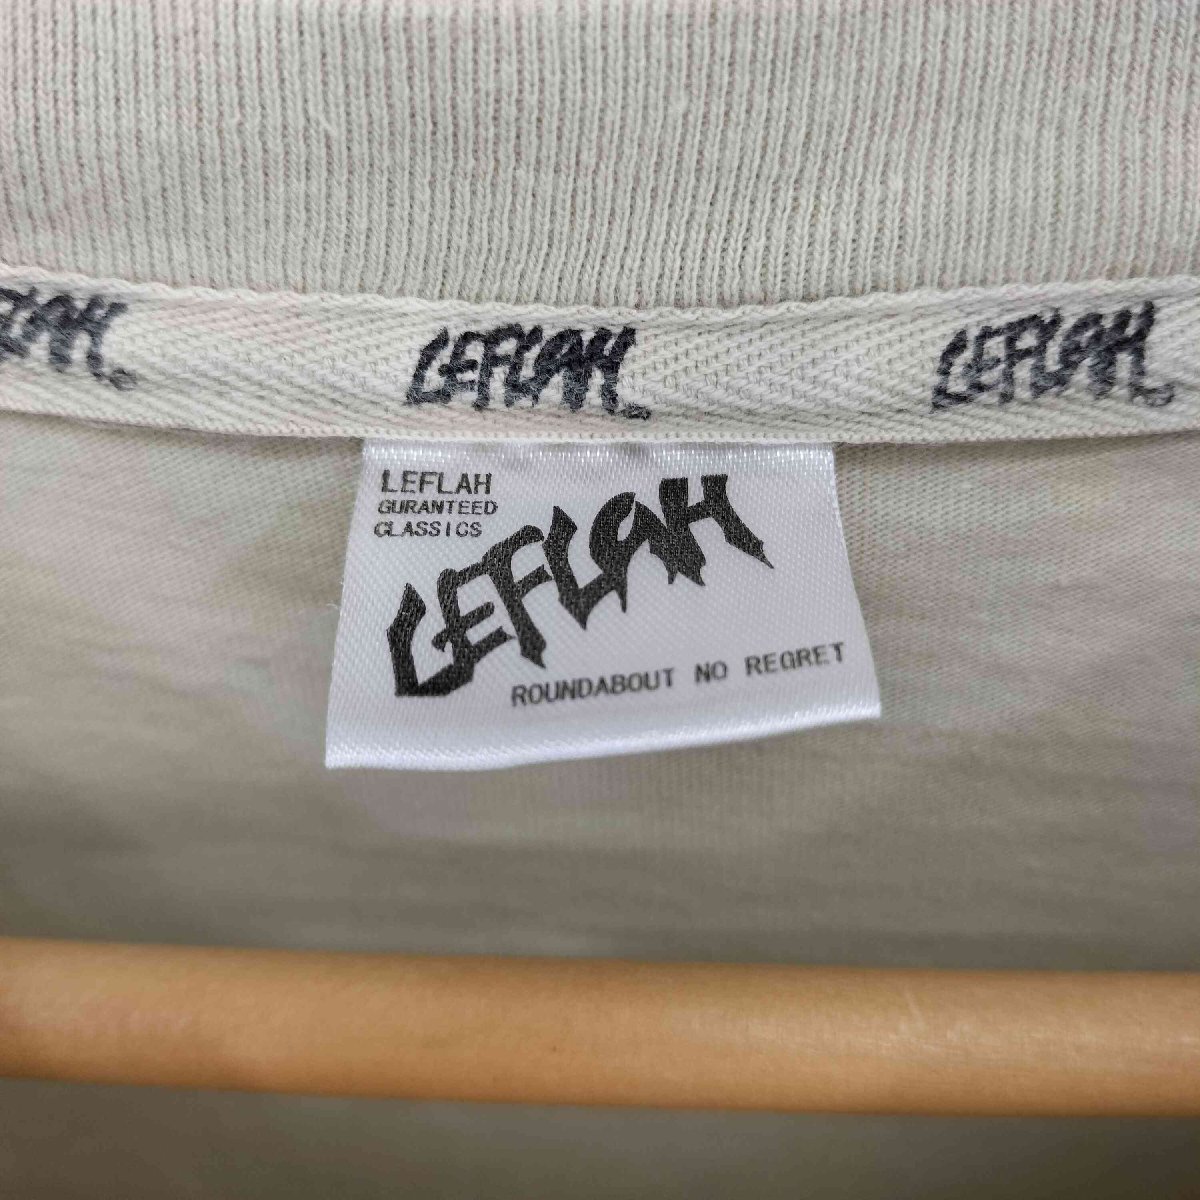 LEFLAH LEFLAH LEFLAH
LEFLAH
GURANTEED
CLASSICS
LEFLAH
ROUNDABOUT NO REGRET